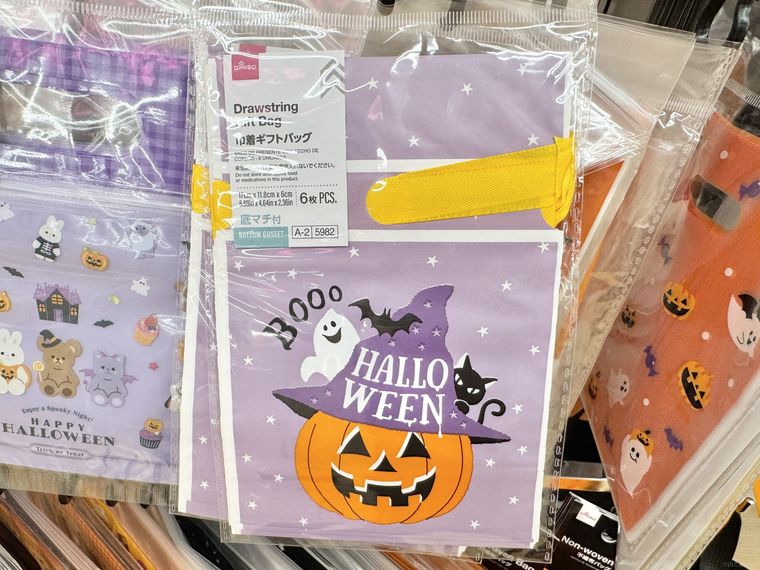 DAISO
Drawstring
Gift Bag
巾着ギフトバッグ
6枚 PCS.
底マチ付
BOTTOM GUSSET
A-2 5982
Do not store unwrapped food
or medications in this product.
BOOO
HALLO
WEEN
Enjoy a Spooky Night!
HAPPY
HALLOWEEN
Trick or Treat
Non-woven